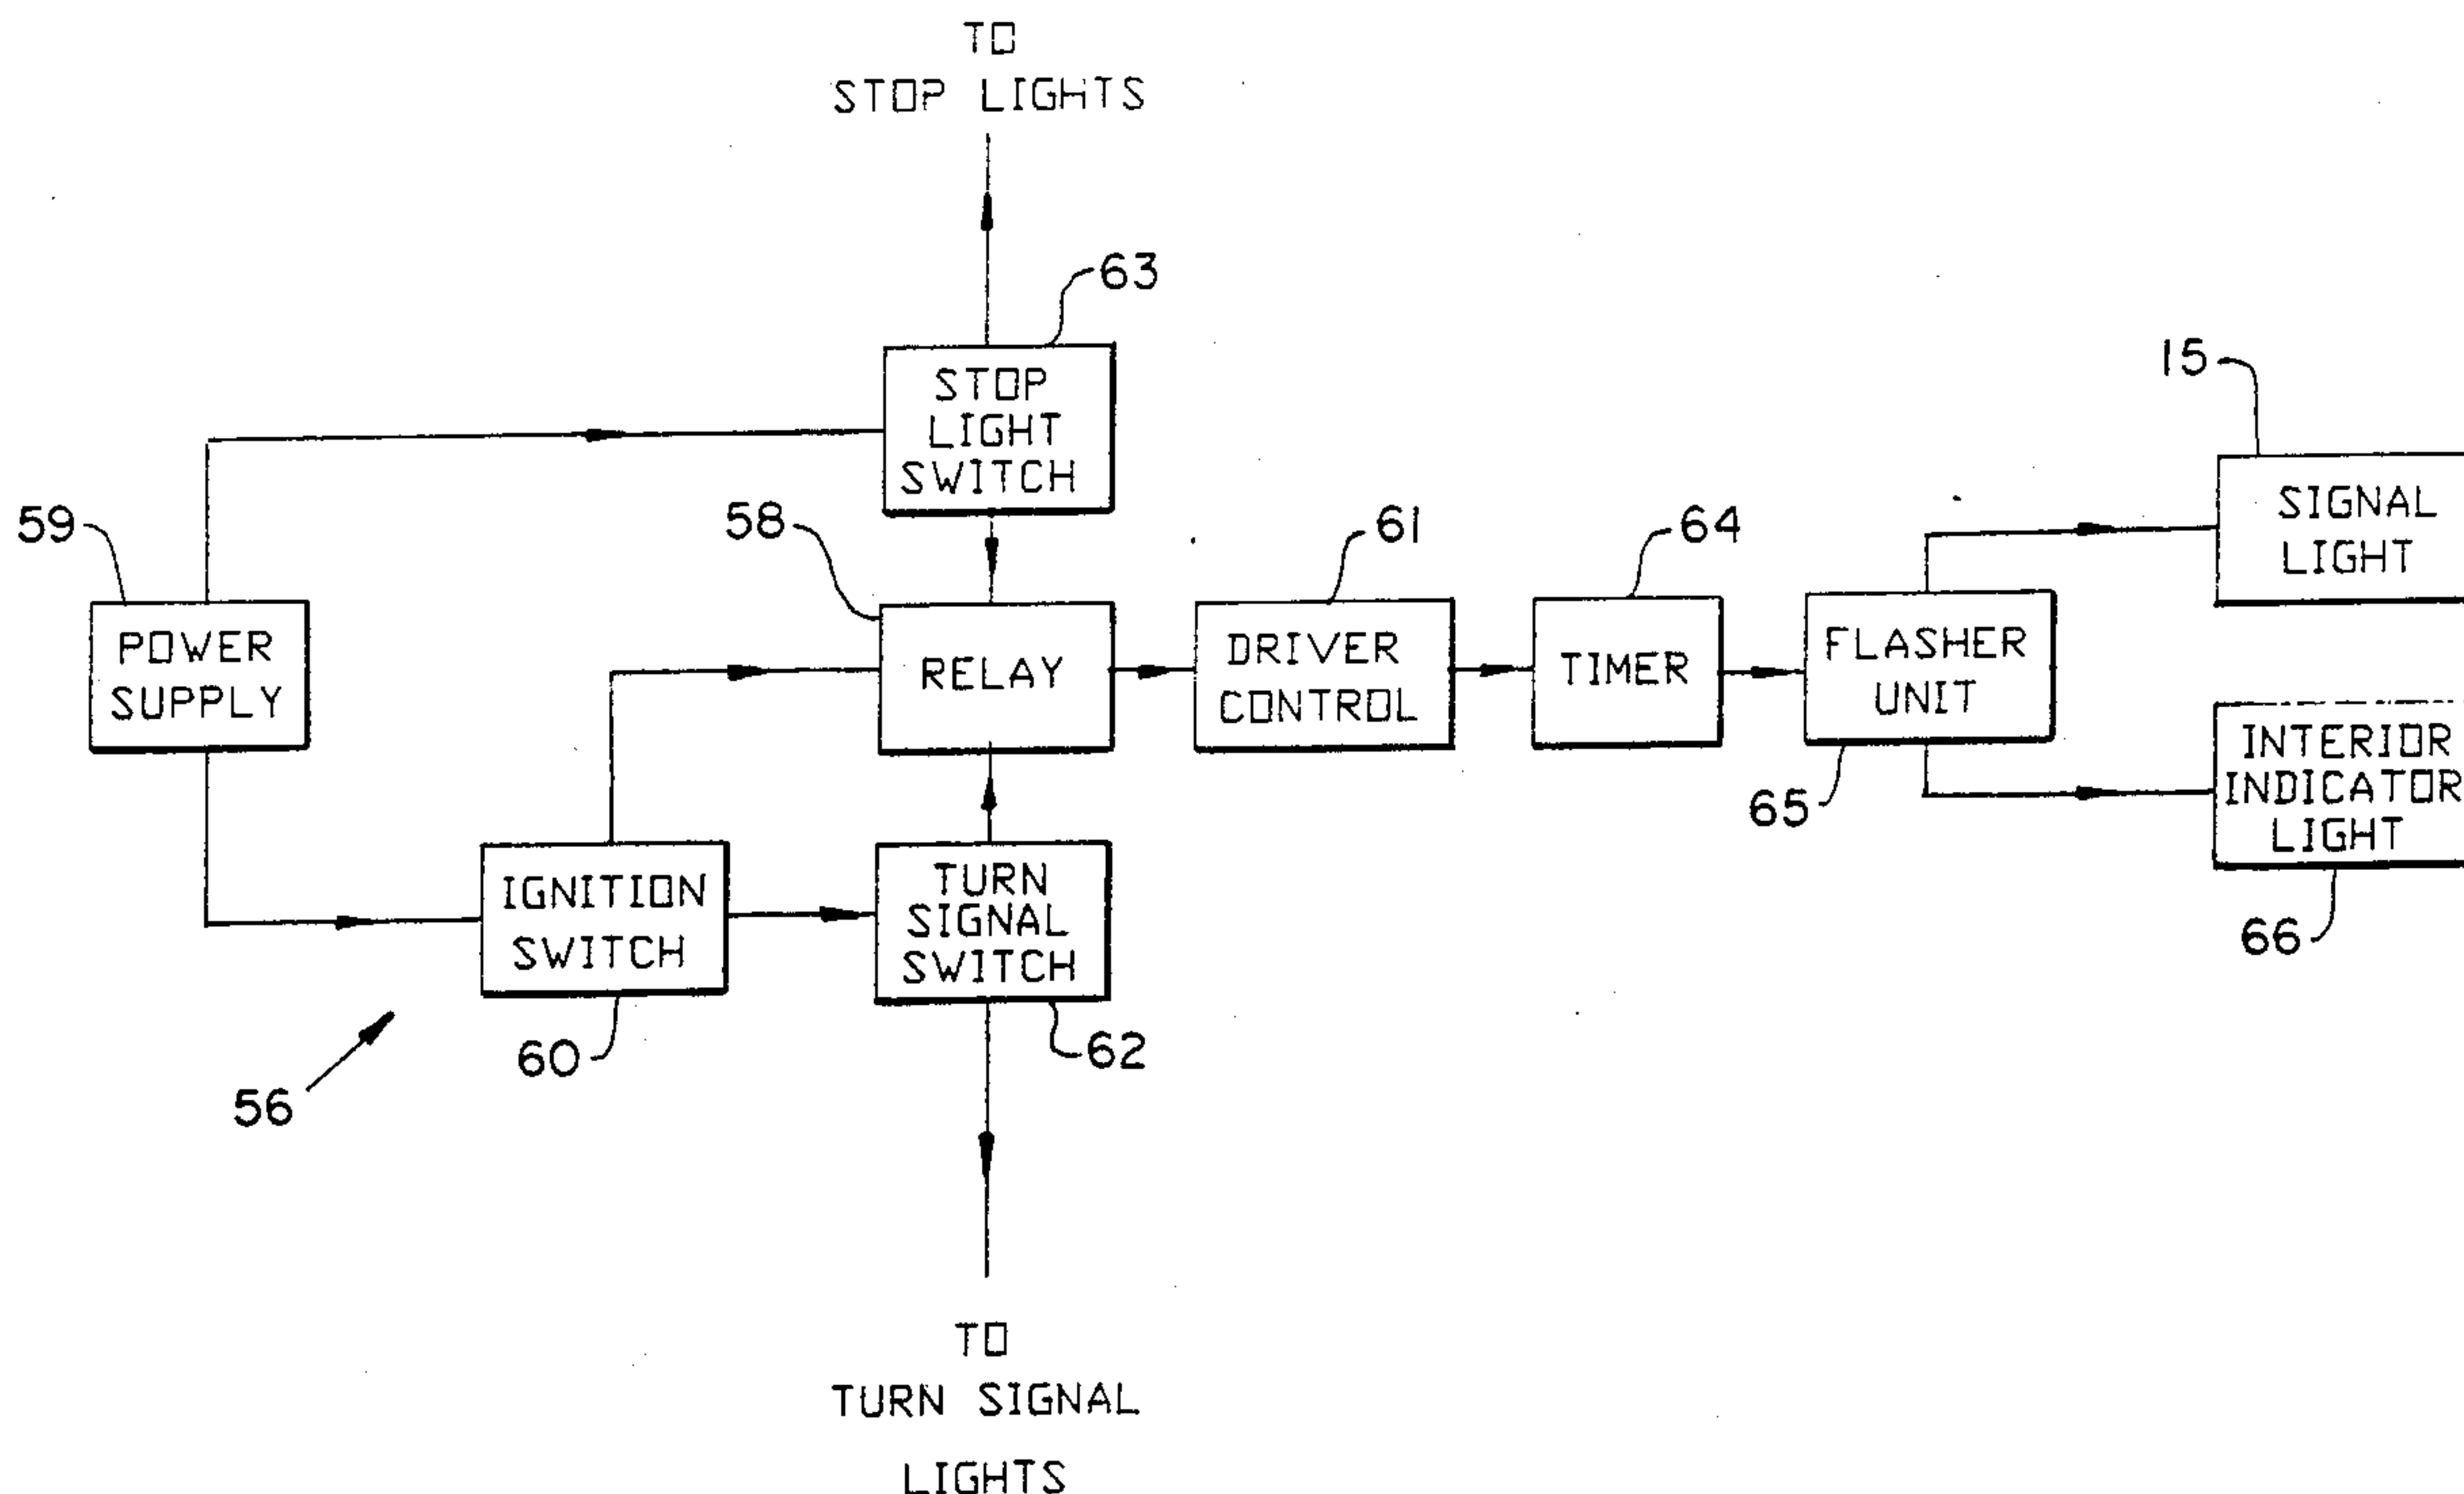 TO
STOP LIGHTS
63
STOP
LIGHT
SWITCH
15
SIGNAL
LIGHT
59
58
61
64
POWER
SUPPLY
RELAY
DRIVER
CONTROL
TIMER
FLASHER
UNIT
65
INTERIOR
INDICATOR
LIGHT
66
IGNITION
SWITCH
60
TURN
SIGNAL
SWITCH
62
56
TO
TURN SIGNAL
LIGHTS